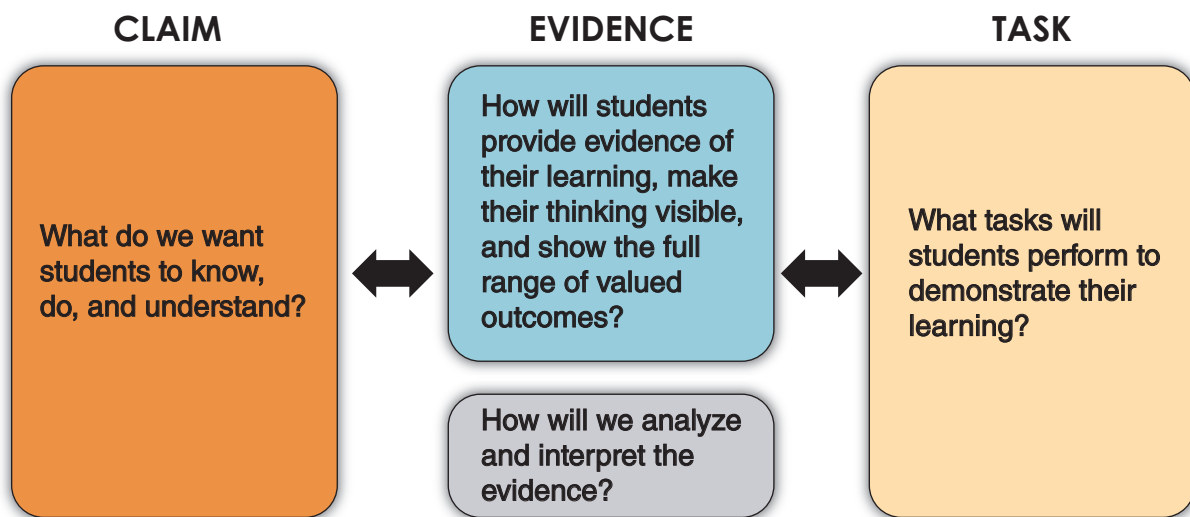 CLAIM
What do we want
students to know,
do, and understand?
EVIDENCE
How will students
provide evidence of
their learning, make
their thinking visible,
and show the full
range of valued
outcomes?
How will we analyze
and interpret the
evidence?
TASK
What tasks will
students perform to
demonstrate their
learning?